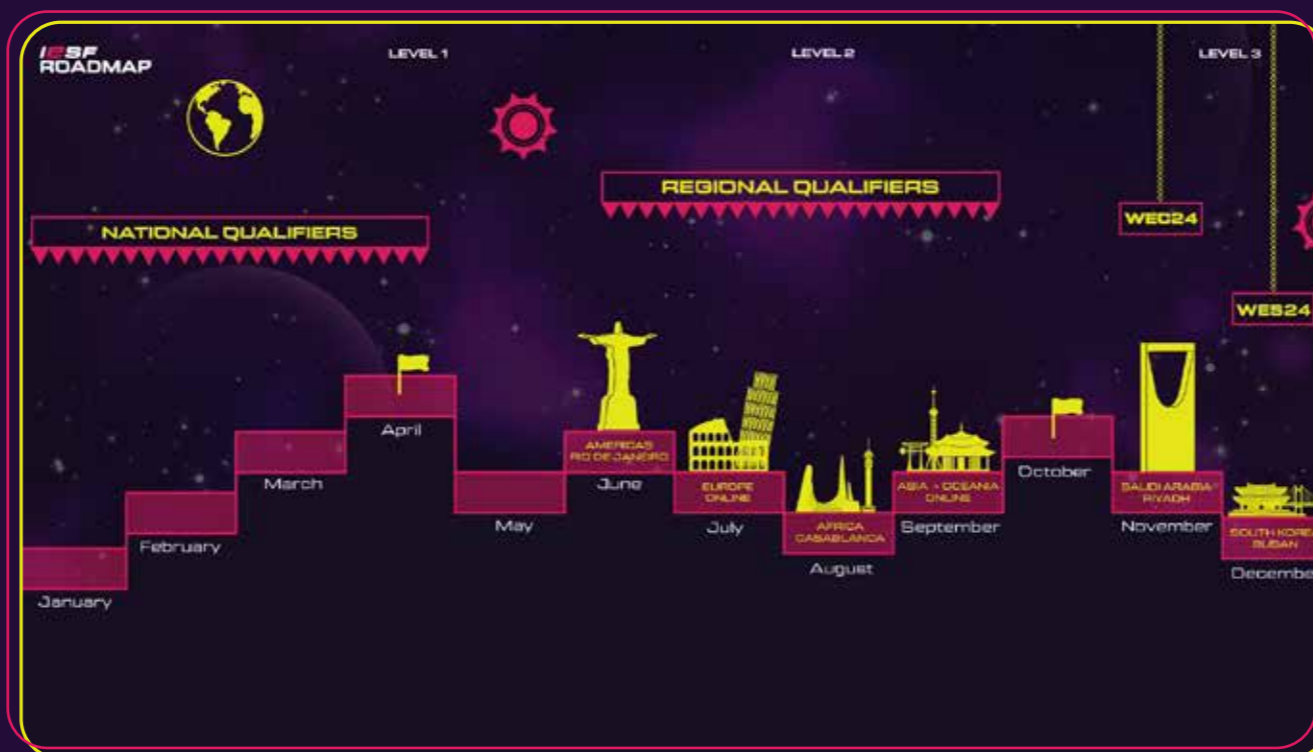 IESF
ROADMAP
LEVEL 1
LEVEL 2
LEVEL 3
NATIONAL QUALIFIERS
REGIONAL QUALIFIERS
WEC24
WES24
January
February
March
April
May
AMERICAS
RIO DE JANEIRO
June
EUROPE
ONLINE
July
AFRICA
CASABLANCA
August
ASIA - OCEANIA
ONLINE
September
October
SAUDI ARABIA
RIYADH
November
SOUTH KOREA
BUSAN
December